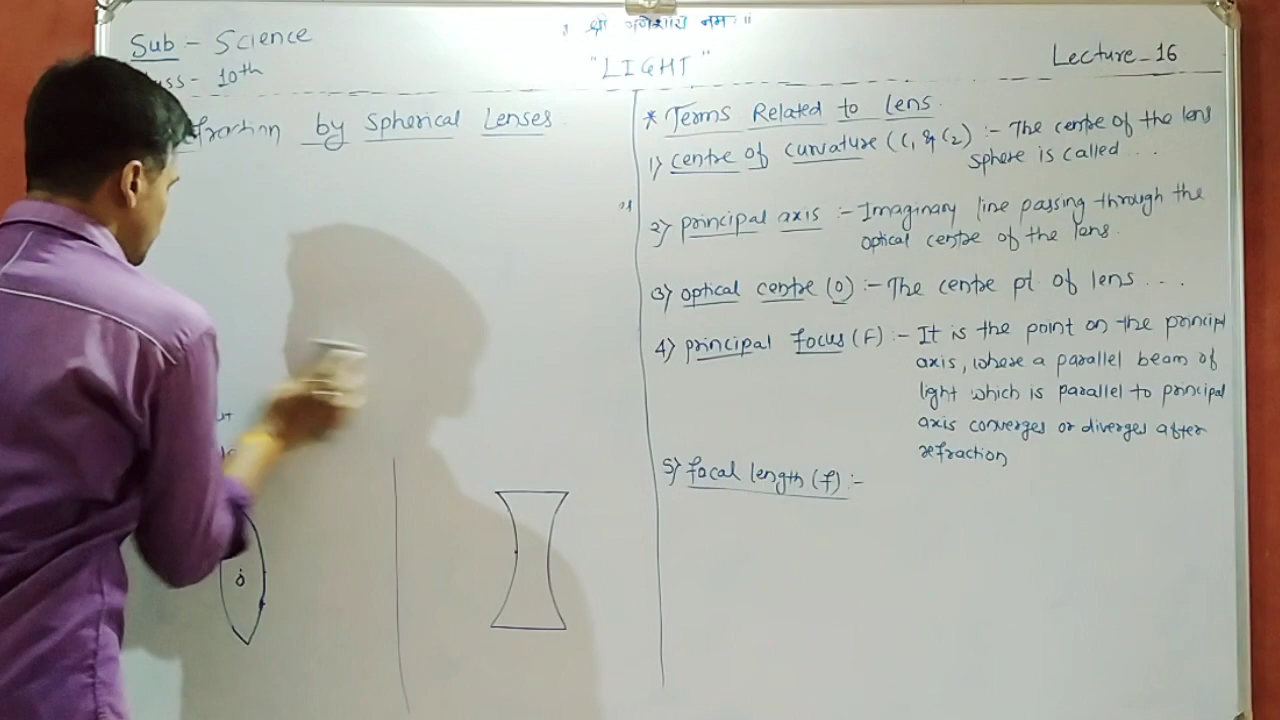 ॥ श्री गणेशाय नमः ॥
Sub - Science
"LIGHT"
Lecture - 16
- 10th
by Spherical Lenses
* Terms Related to Lens.
1) centre of curvature (C1 & C2) :- The centre of the lens
sphere is called ...
2) principal axis :- Imaginary line passing through the
optical centre of the lens.
3) optical centre (O) :- The centre pt. of lens ...
4) principal focus (F) :- It is the point on the principl
axis, where a parallel beam of
light which is parallel to principal
axis converges or diverges after
refraction
5) focal length (f) :-
O